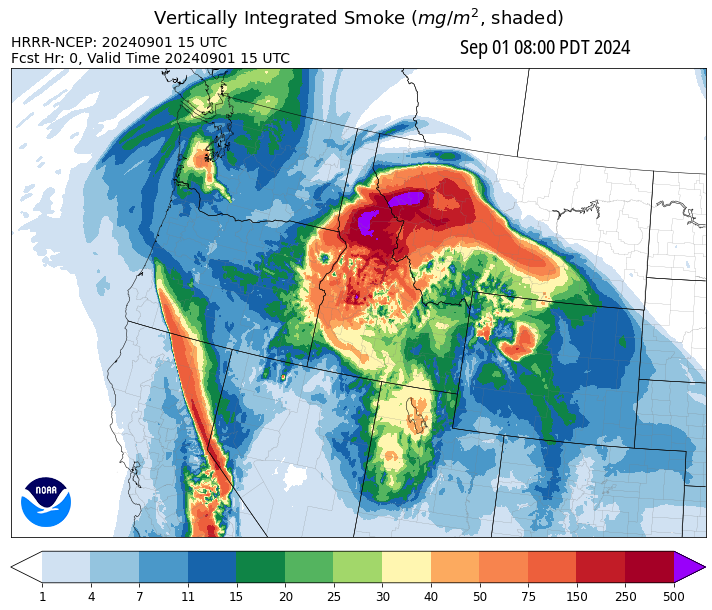 Vertically Integrated Smoke (mg/m², shaded)
HRRR-NCEP: 20240901 15 UTC
Sep 01 08:00 PDT 2024
Fcst Hr: 0, Valid Time 20240901 15 UTC
NOAA
1 4 7 11 15 20 25 30 40 50 75 150 250 500